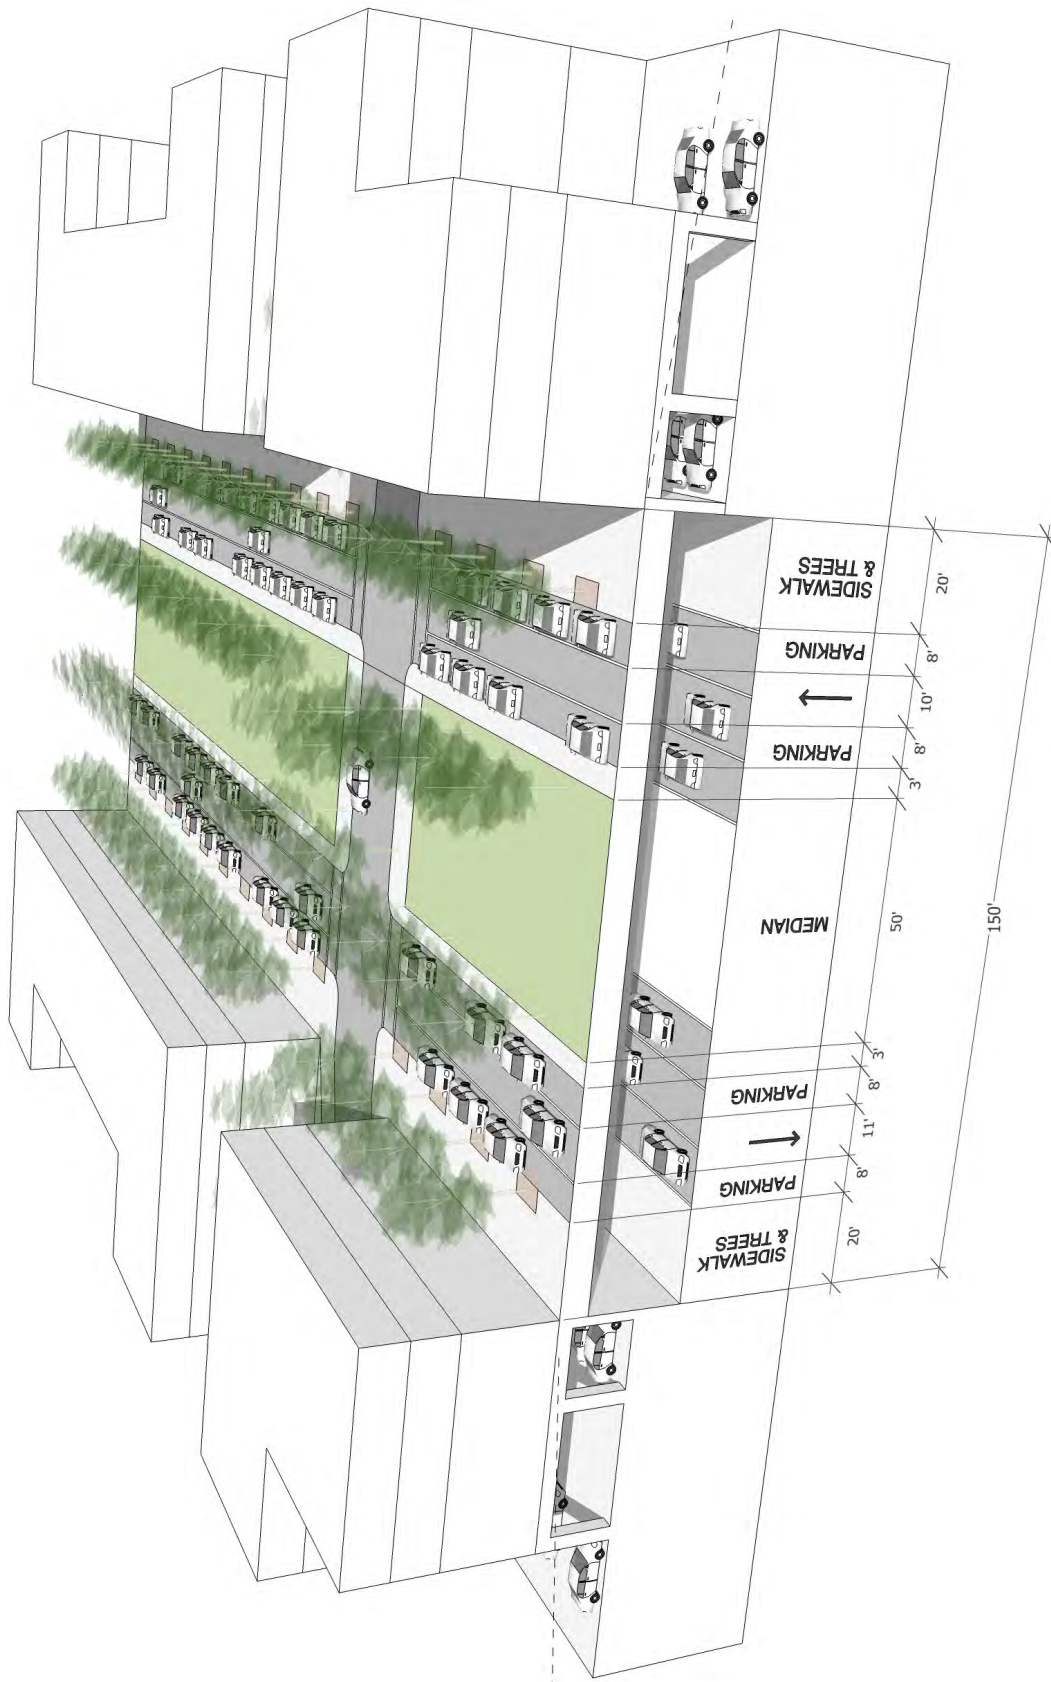 SIDEWALK
& TREES
PARKING
PARKING
MEDIAN
PARKING
PARKING
SIDEWALK
& TREES
20'
8'
10'
8'
3'
50'
3'
8'
11'
8'
20'
150'